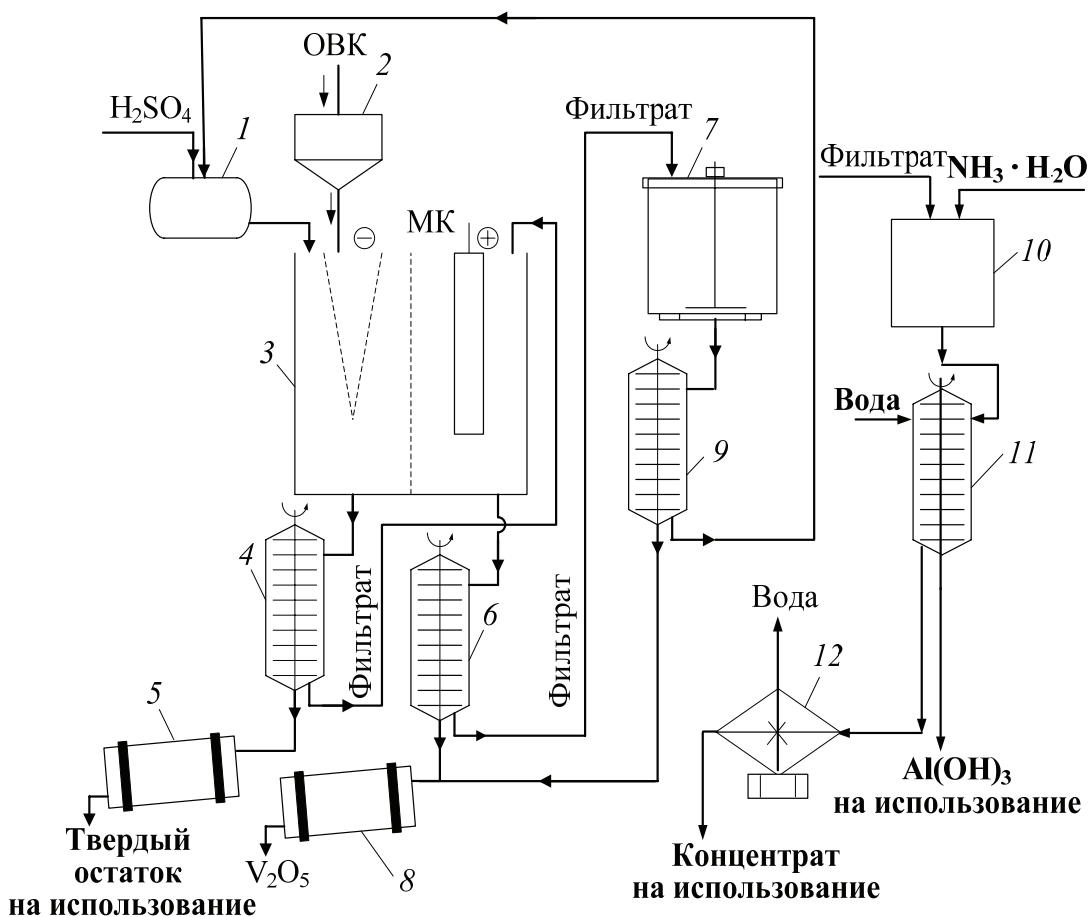 ОВК
2
H₂SO₄
1
Фильтрат
7
Фильтрат
NH₃ · H₂O
МК
−
+
10
3
Вода
9
11
4
Фильтрат
6
Фильтрат
Вода
12
5
Al(OH)₃
на использование
Твердый
остаток
на использование
V₂O₅
8
Концентрат
на использование